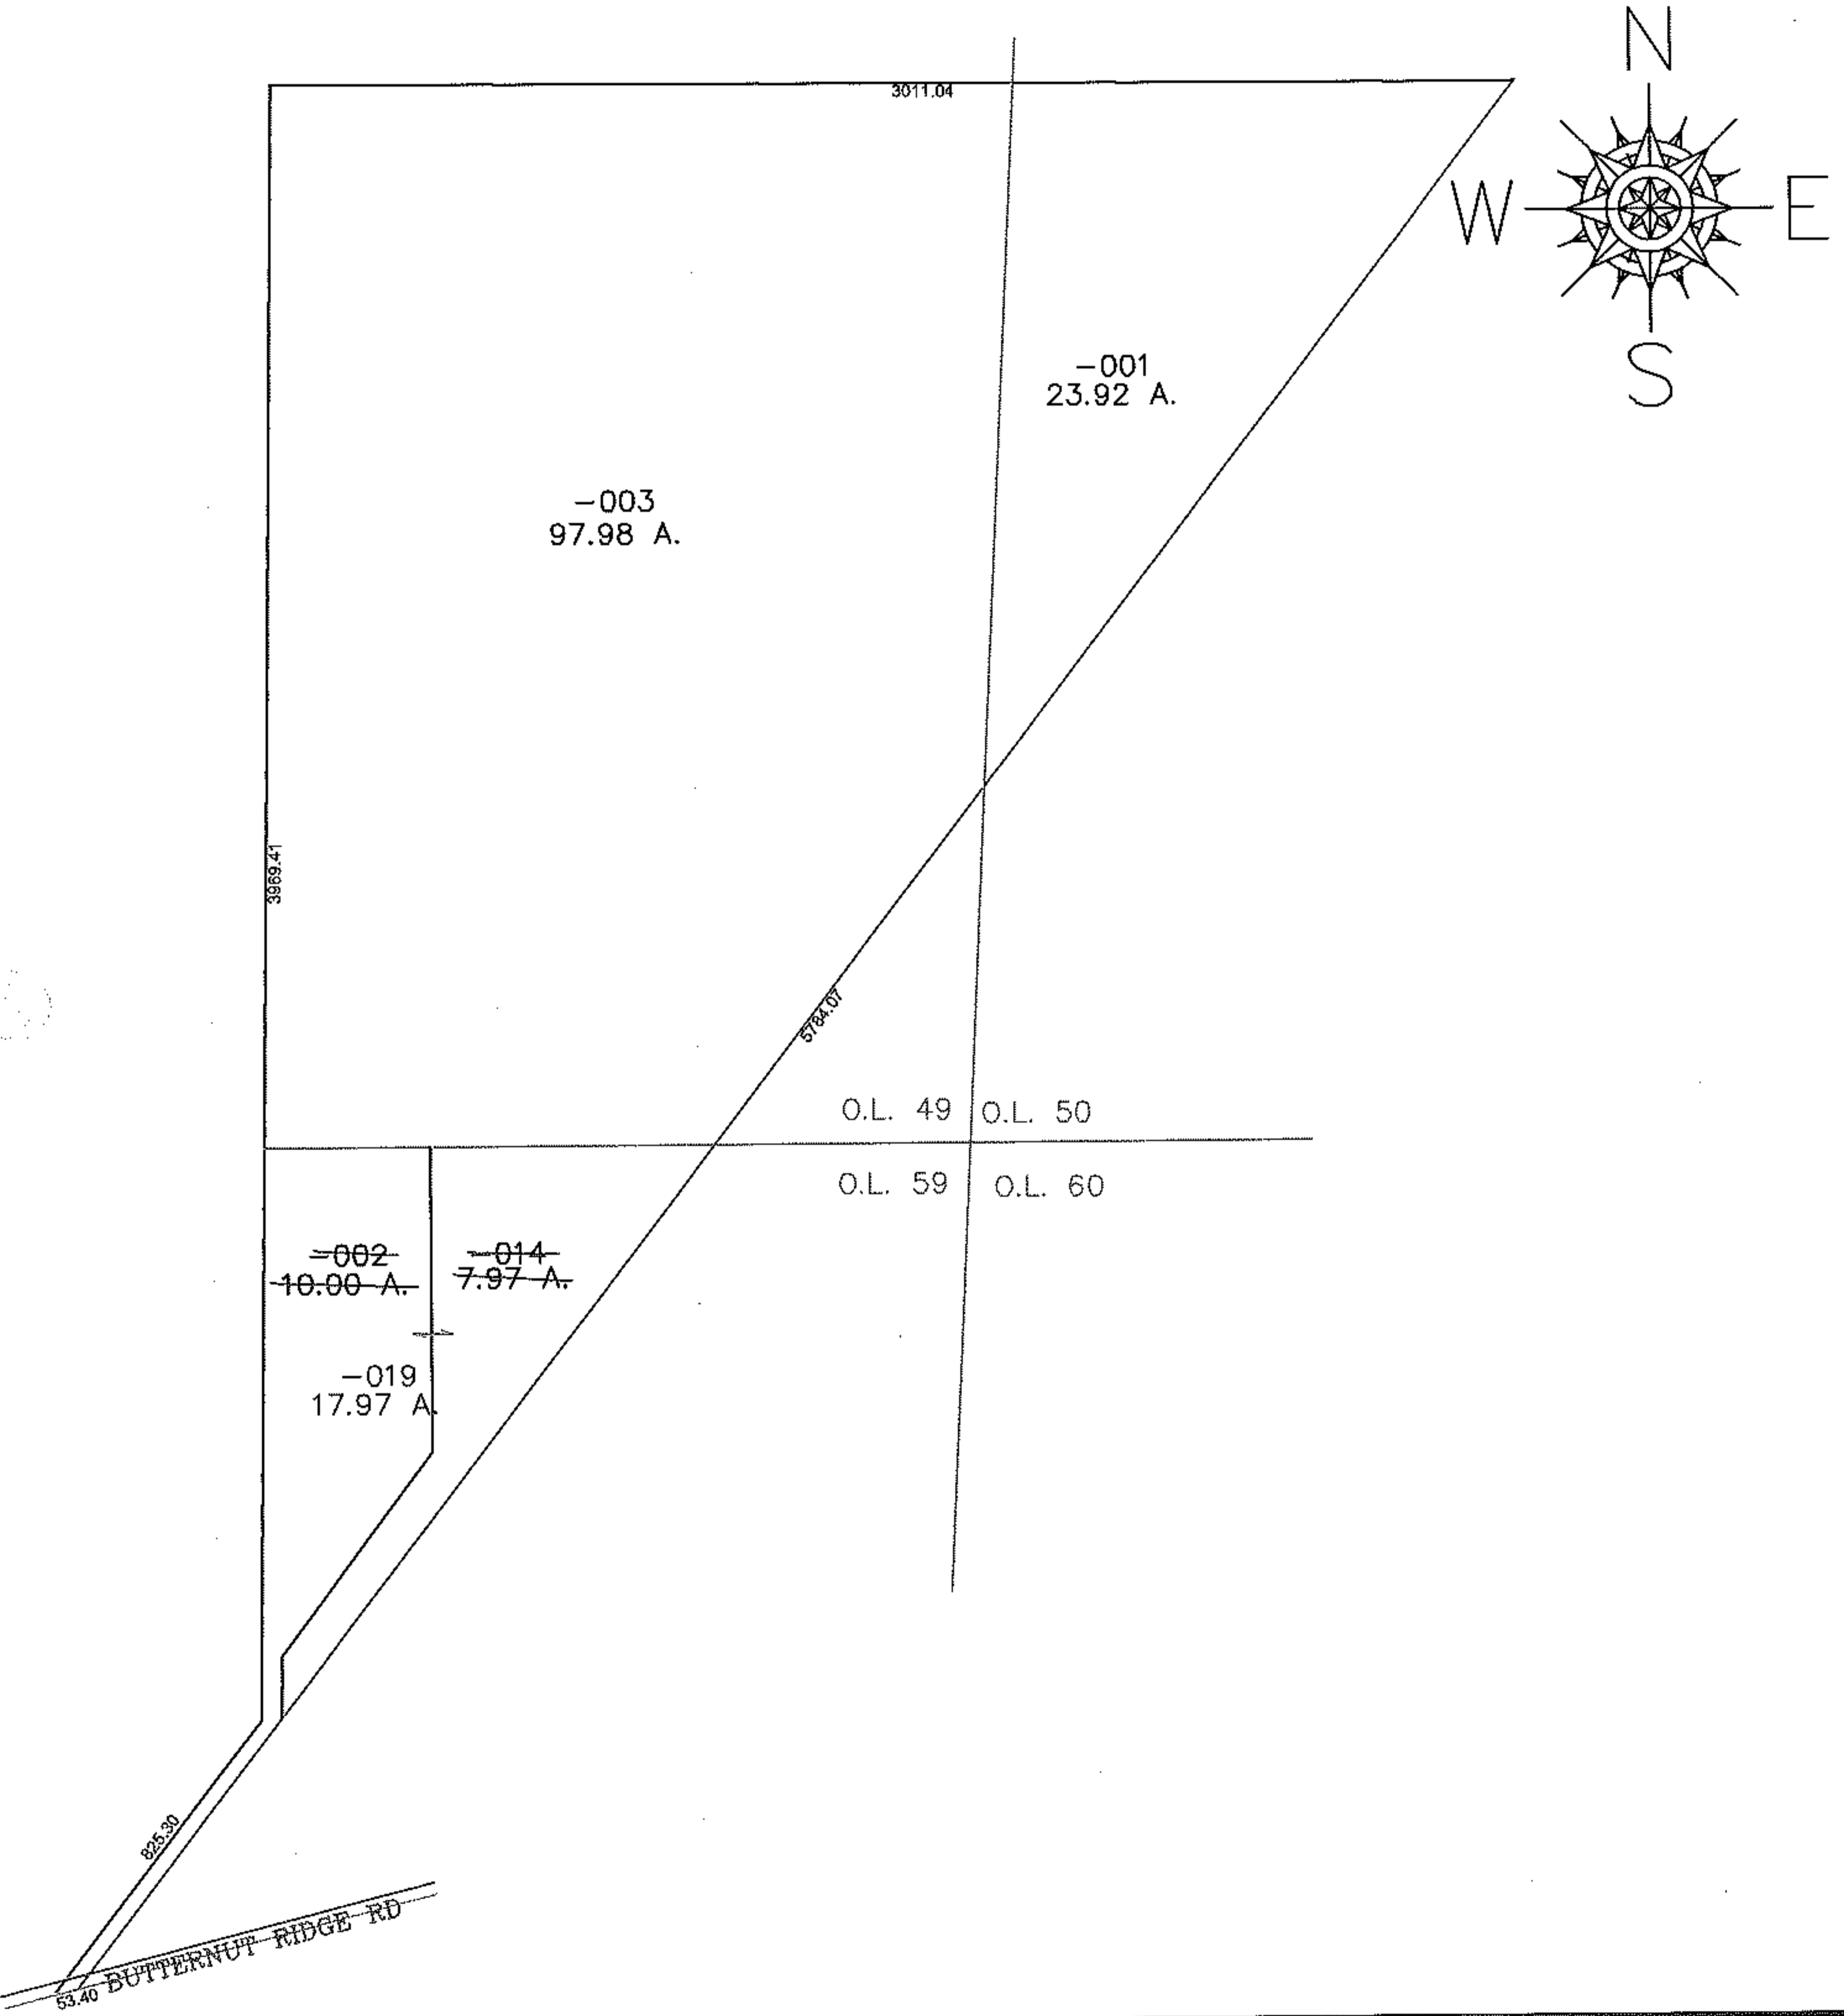 N
3011.04
W
E
S
-001
23.92 A.
-003
97.98 A.
3969.41
5784.07
O.L. 49
O.L. 50
O.L. 59
O.L. 60
-002
10.00 A.
-014
7.97 A.
-019
17.97 A.
825.30
BUTTERNUT RIDGE RD
53.40